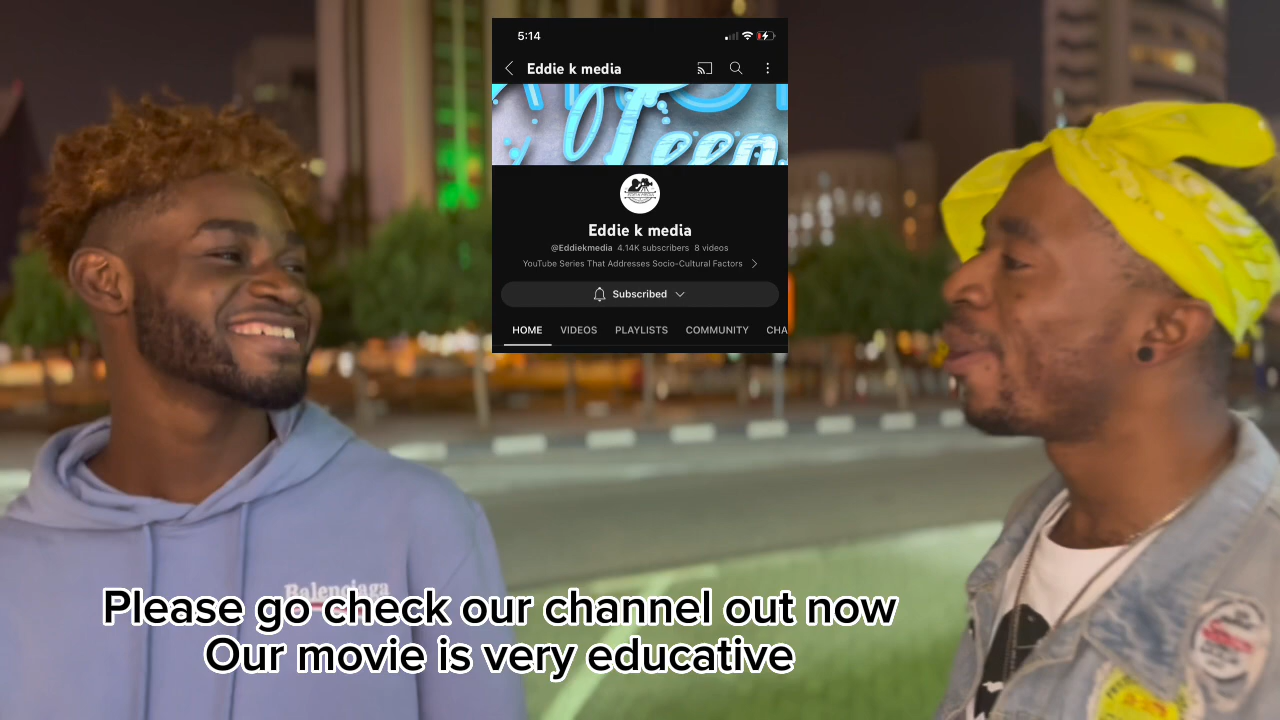 5:14
Eddie k media
Teen
Eddie k media
@Eddiekmedia 4.14K subscribers 8 videos
YouTube Series That Addresses Socio-Cultural Factors
Subscribed
HOME VIDEOS PLAYLISTS COMMUNITY CHA
Balenciaga
Please go check our channel out now
Our movie is very educative